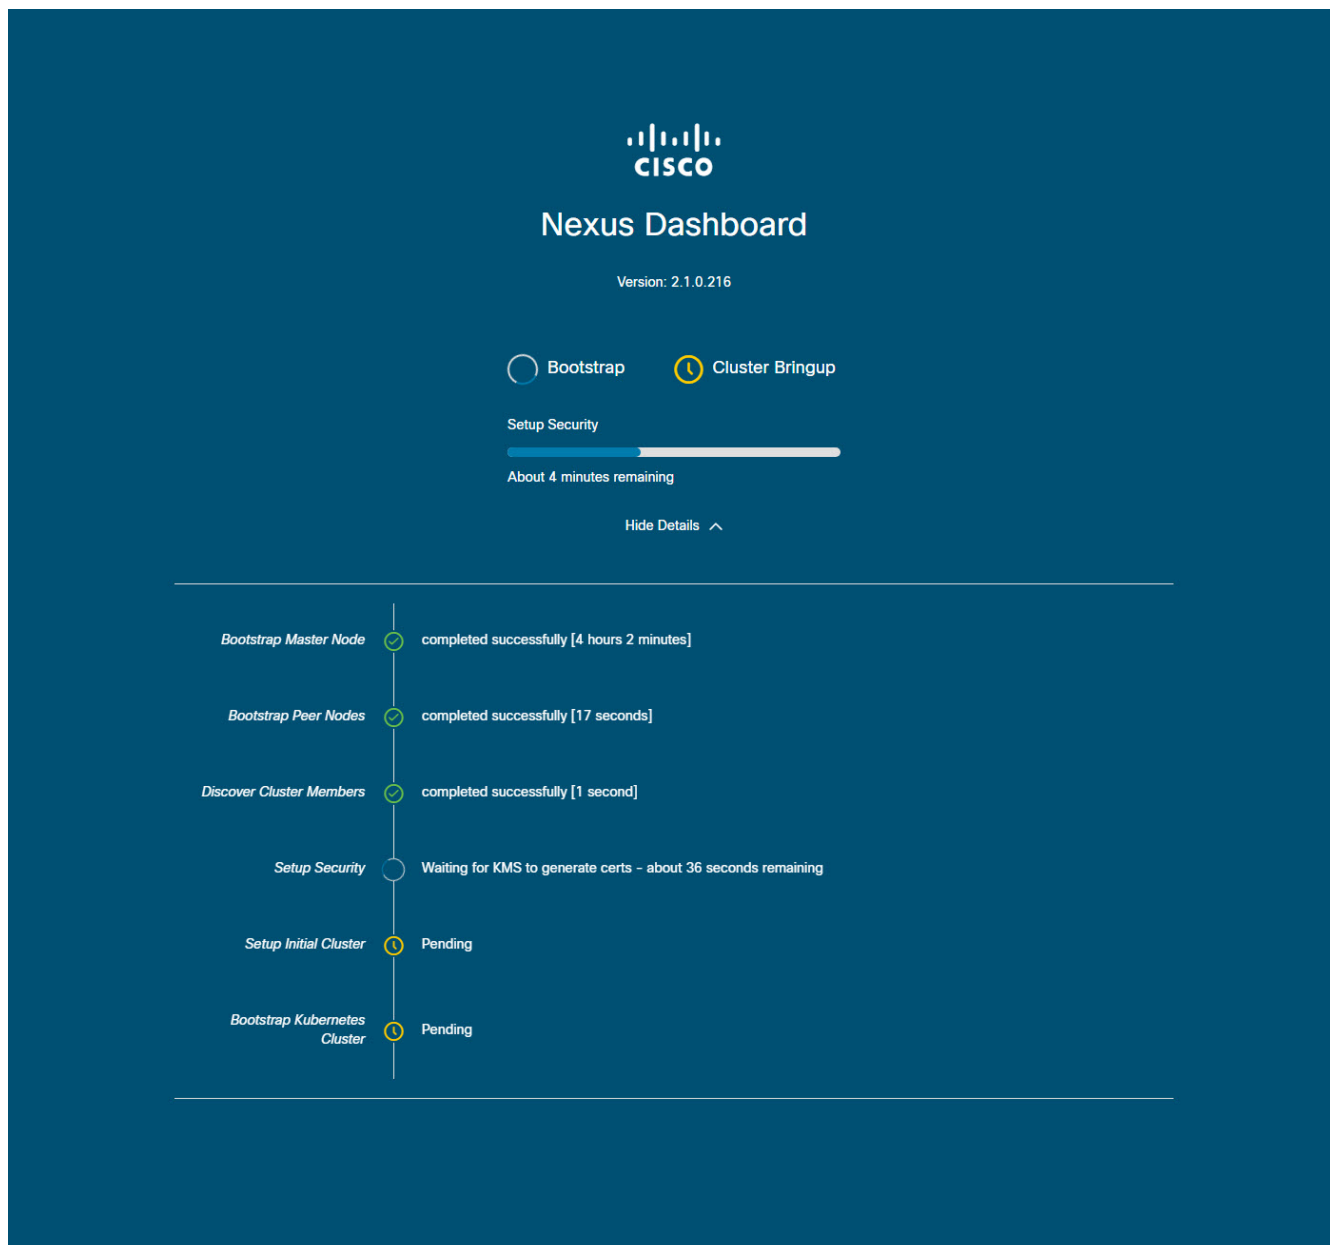 CISCO
Nexus Dashboard
Version: 2.1.0.216
Bootstrap
Cluster Bringup
Setup Security
About 4 minutes remaining
Hide Details
Bootstrap Master Node
completed successfully [4 hours 2 minutes]
Bootstrap Peer Nodes
completed successfully [17 seconds]
Discover Cluster Members
completed successfully [1 second]
Setup Security
Waiting for KMS to generate certs - about 36 seconds remaining
Setup Initial Cluster
Pending
Bootstrap Kubernetes
Cluster
Pending